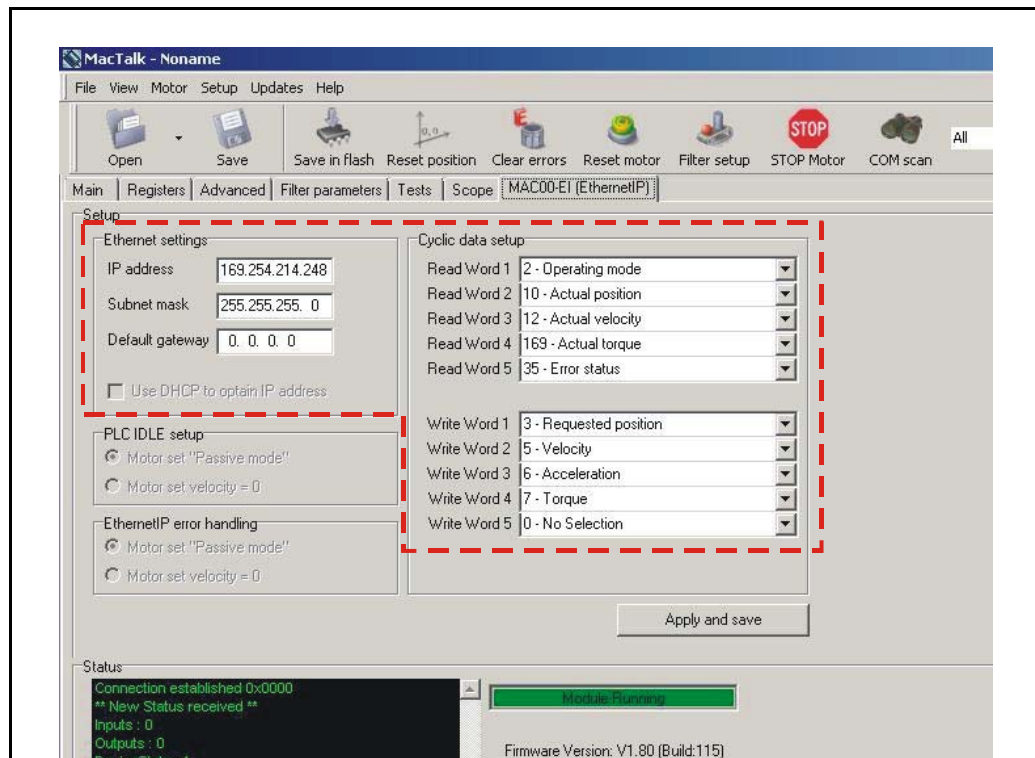 MacTalk - Noname
File View Motor Setup Updates Help
Open Save Save in flash Reset position Clear errors Reset motor Filter setup STOP Motor COM scan All
STOP
0,0
E
Main Registers Advanced Filter parameters Tests Scope MAC00-EI (EthernetIP)
Setup
Ethernet settings
IP address 169.254.214.248
Subnet mask 255.255.255. 0
Default gateway 0. 0. 0. 0
Use DHCP to optain IP address
PLC IDLE setup
Motor set "Passive mode"
Motor set velocity = 0
EthernetIP error handling
Motor set "Passive mode"
Motor set velocity = 0
Cyclic data setup
Read Word 1 2 - Operating mode
Read Word 2 10 - Actual position
Read Word 3 12 - Actual velocity
Read Word 4 169 - Actual torque
Read Word 5 35 - Error status
Write Word 1 3 - Requested position
Write Word 2 5 - Velocity
Write Word 3 6 - Acceleration
Write Word 4 7 - Torque
Write Word 5 0 - No Selection
Apply and save
Status
Connection established 0x0000
** New Status received **
Inputs : 0
Outputs : 0
Module Running
Firmware Version: V1.80 (Build:115)